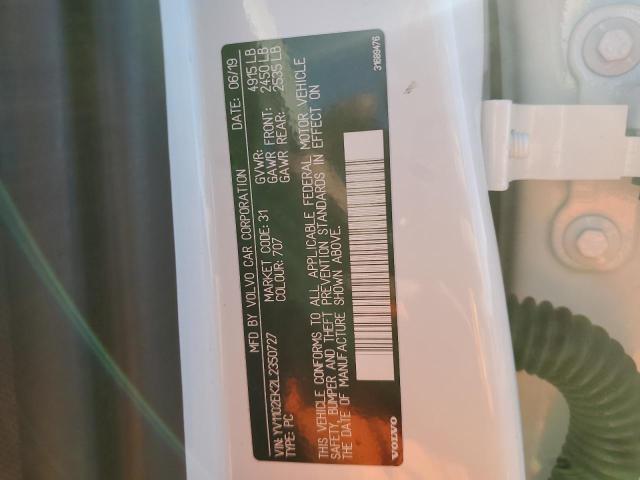 MFD BY VOLVO CAR CORPORATION DATE: 06/19
VIN: YV1102EK2L2350727 GVWR: 4915 LB
TYPE: PC MARKET CODE: 31 GAWR FRONT: 2450 LB
COLOUR: 707 GAWR REAR: 2535 LB
THIS VEHICLE CONFORMS TO ALL APPLICABLE FEDERAL MOTOR VEHICLE
SAFETY, BUMPER AND THEFT PREVENTION STANDARDS IN EFFECT ON
THE DATE OF MANUFACTURE SHOWN ABOVE.
VOLVO 31689476